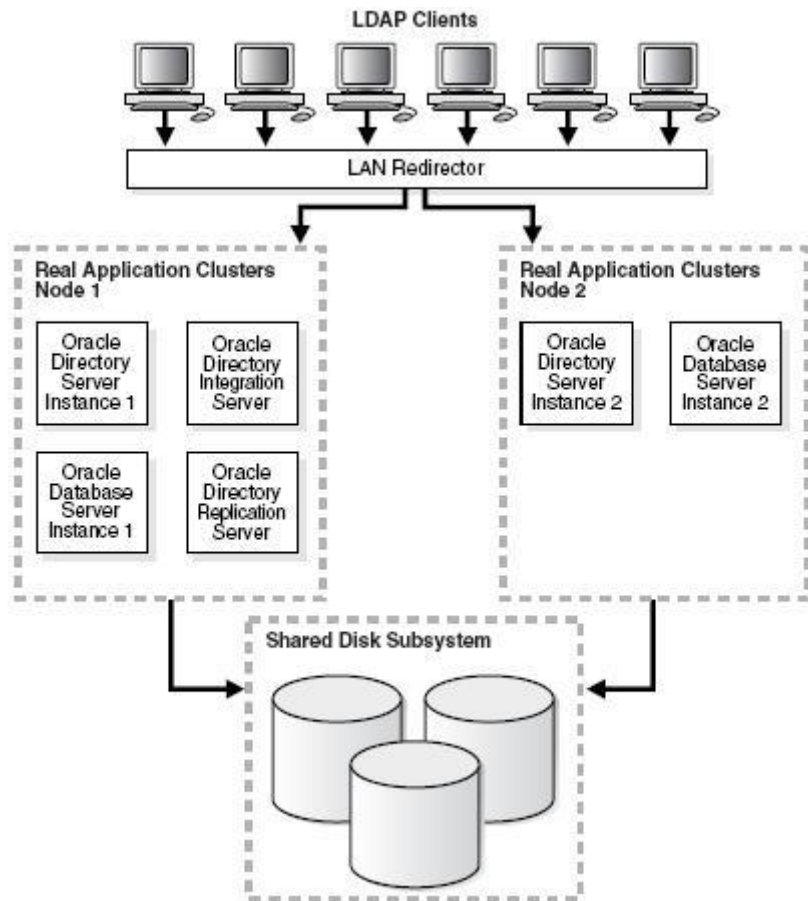 LDAP Clients
LAN Redirector
Real Application Clusters
Node 1
Oracle
Directory
Server
Instance 1
Oracle
Directory
Integration
Server
Oracle
Database
Server
Instance 1
Oracle
Directory
Replication
Server
Real Application Clusters
Node 2
Oracle
Directory
Server
Instance 2
Oracle
Database
Server
Instance 2
Shared Disk Subsystem